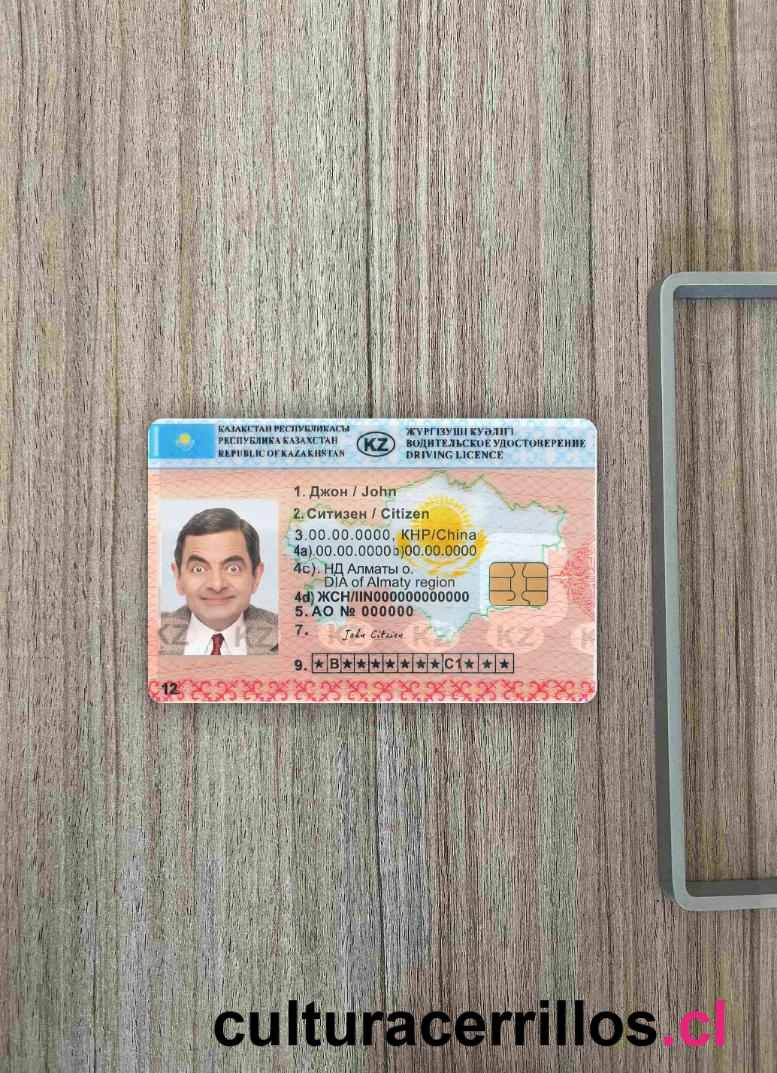 ҚАЗАҚСТАН РЕСПУБЛИКАСЫ
РЕСПУБЛИКА КАЗАХСТАН
REPUBLIC OF KAZAKHSTAN
KZ
ЖҮРГІЗУШІ КУӘЛІГІ
ВОДИТЕЛЬСКОЕ УДОСТОВЕРЕНИЕ
DRIVING LICENCE
1. Джон / John
2. Ситизен / Citizen
3.00.00.0000, КНР/China
4a).00.00.0000b)00.00.0000
4c). НД Алматы о.
DIA of Almaty region
4d) ЖСН/IIN000000000000
5. АО № 000000
7. John Citizen
KZ KZ KZ KZ KZ K
9. ★B★★★★★★★★C1★★★
12
culturacerrillos.cl